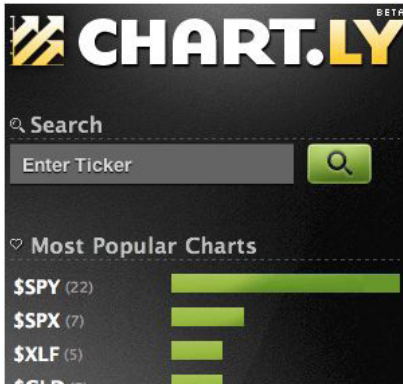 BETA
CHART.LY
Search
Enter Ticker
Most Popular Charts
$SPY (22)
$SPX (7)
$XLF (5)